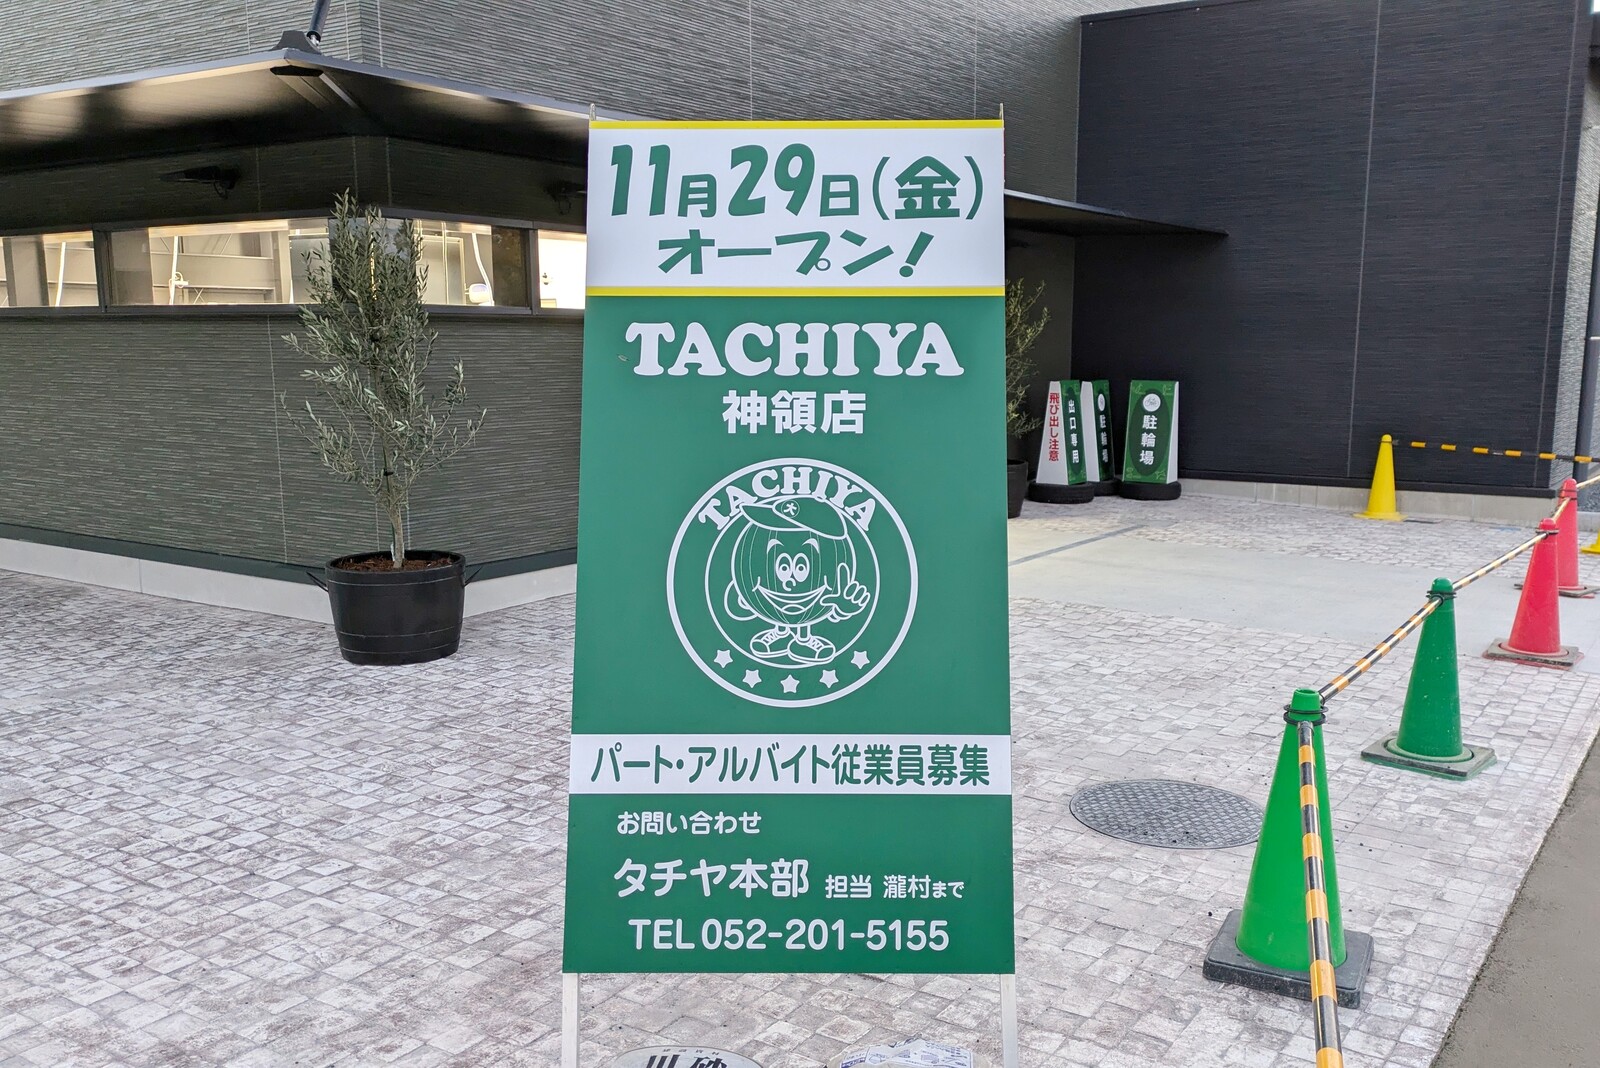 11月29日(金)
オープン!
TACHIYA
神領店
TACHIYA
パート・アルバイト従業員募集
お問い合わせ
タチヤ本部 担当 瀧村まで
TEL 052-201-5155
飛び出し注意
出口専用
駐輪場
駐輪場
川砂